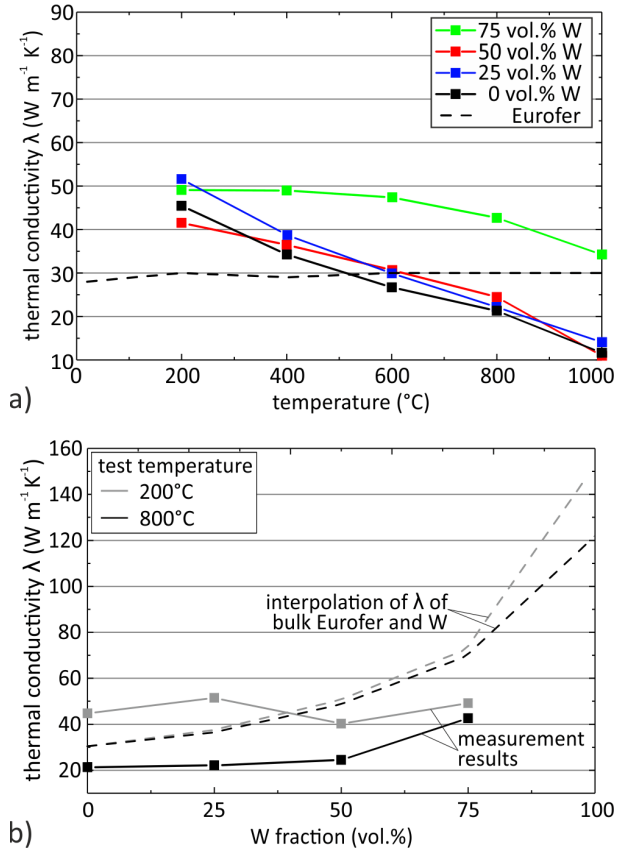 90
80
70
60
50
40
30
20
10
thermal conductivity λ (W m⁻¹ K⁻¹)
75 vol.% W
50 vol.% W
25 vol.% W
0 vol.% W
Eurofer
200
400
600
800
1000
temperature (°C)
a)
160
140
120
100
80
60
40
20
thermal conductivity λ (W m⁻¹ K⁻¹)
test temperature
200°C
800°C
interpolation of λ of
bulk Eurofer and W
measurement
results
0
25
50
75
100
W fraction (vol.%)
b)